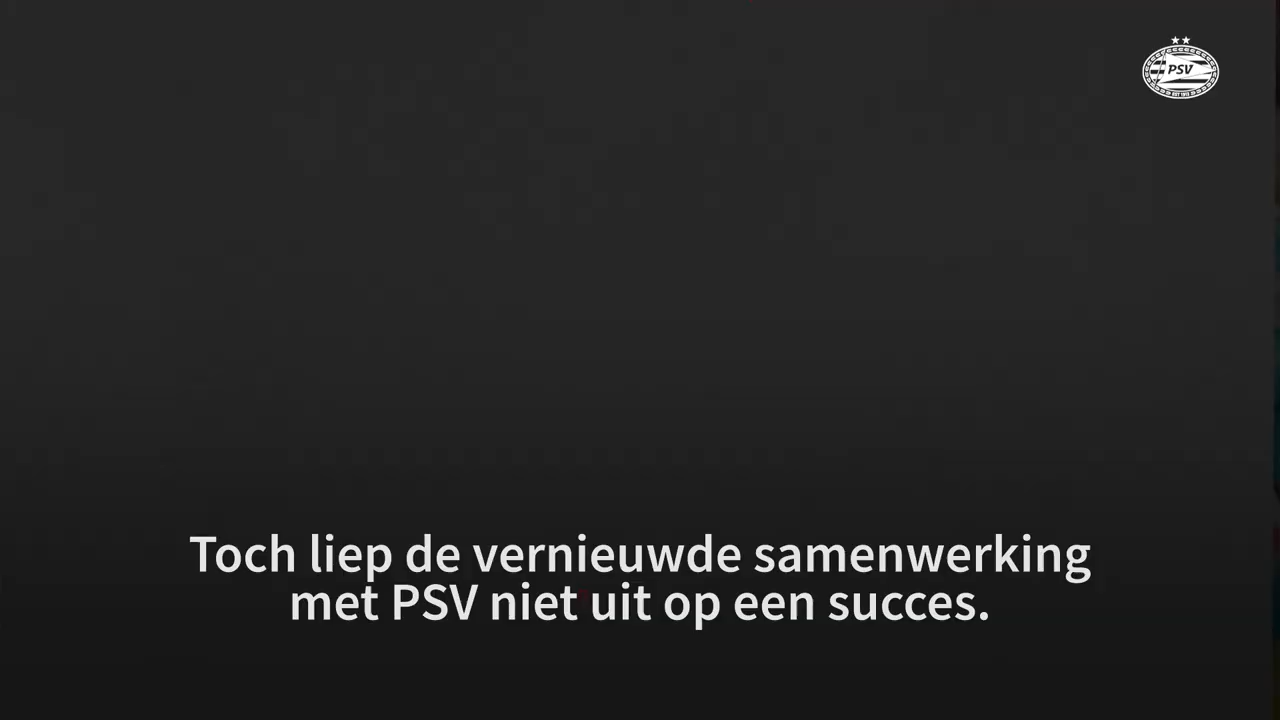 PSV
Toch liep de vernieuwde samenwerking
met PSV niet uit op een succes.